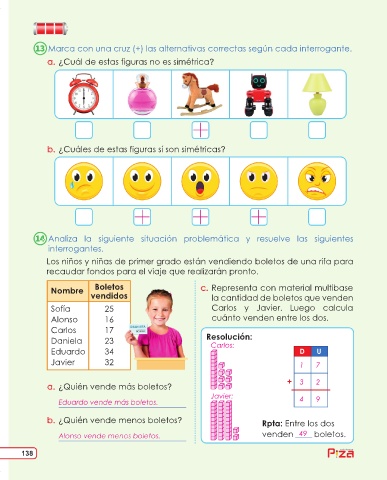 13 Marca con una cruz (+) las alternativas correctas según cada interrogante.
a. ¿Cuál de estas figuras no es simétrica?
b. ¿Cuáles de estas figuras sí son simétricas?
14 Analiza la siguiente situación problemática y resuelve las siguientes
interrogantes.
Los niños y niñas de primer grado están vendiendo boletos de una rifa para
recaudar fondos para el viaje que realizarán pronto.
Nombre Boletos vendidos
Sofía 25
Alonso 16
Carlos 17
Daniela 23
Eduardo 34
Javier 32
a. ¿Quién vende más boletos?
Eduardo vende más boletos.
b. ¿Quién vende menos boletos?
Alonso vende menos boletos.
c. Representa con material multibase
la cantidad de boletos que venden
Carlos y Javier. Luego calcula
cuánto venden entre los dos.
Resolución:
Carlos:
Javier:
D U
1 7
+ 3 2
4 9
Rpta: Entre los dos
venden 49 boletos.
138